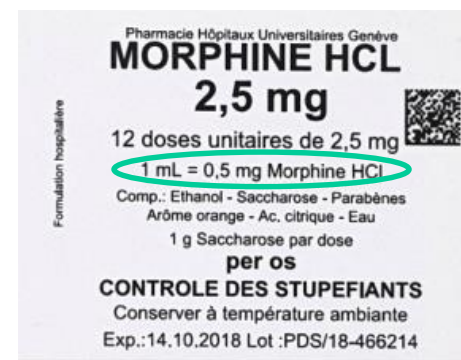 Pharmacie Hôpitaux Universitaires Genève
MORPHINE HCL
2,5 mg
12 doses unitaires de 2,5 mg
1 mL = 0,5 mg Morphine HCl
Comp.: Ethanol - Saccharose - Parabènes
Arôme orange - Ac. citrique - Eau
1 g Saccharose par dose
per os
CONTROLE DES STUPEFIANTS
Conserver à température ambiante
Exp.:14.10.2018 Lot :PDS/18-466214
Formulation hospitalière